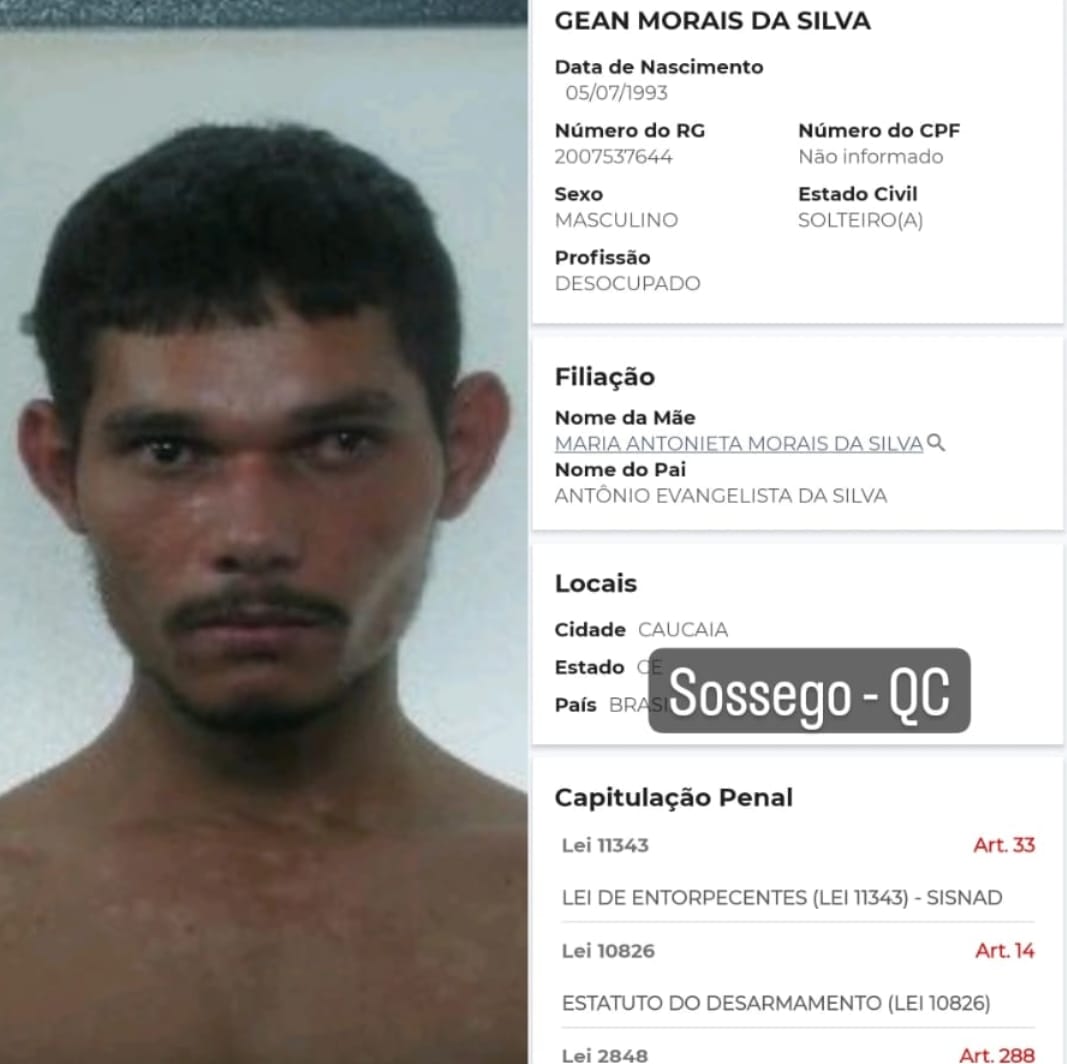 GEAN MORAIS DA SILVA
Data de Nascimento
05/07/1993
Número do RG
2007537644
Número do CPF
Não informado
Sexo
MASCULINO
Estado Civil
SOLTEIRO(A)
Profissão
DESOCUPADO
Filiação
Nome da Mãe
MARIA ANTONIETA MORAIS DA SILVA
Nome do Pai
ANTÔNIO EVANGELISTA DA SILVA
Locais
Cidade CAUCAIA
Estado CE
País BRASI
Sossego - QC
Capitulação Penal
Lei 11343 Art. 33
LEI DE ENTORPECENTES (LEI 11343) - SISNAD
Lei 10826 Art. 14
ESTATUTO DO DESARMAMENTO (LEI 10826)
Lei 2848 Art. 288